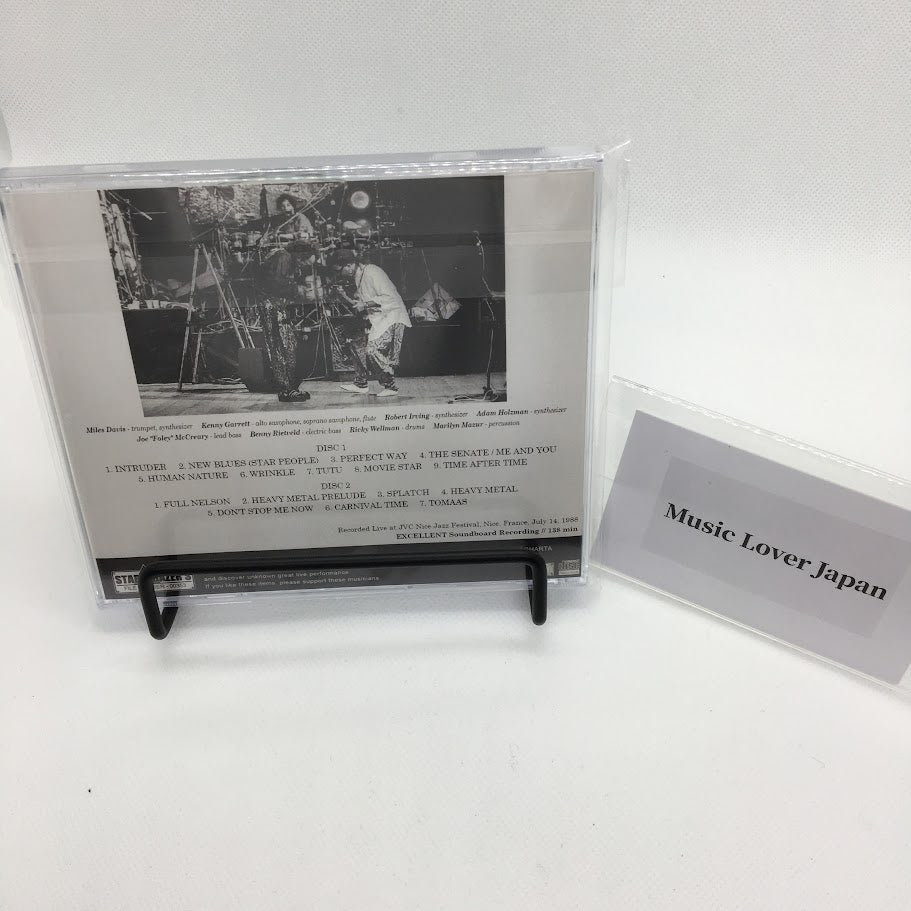 Miles Davis - trumpet, synthesizer Kenny Garrett - alto saxophone, soprano saxophone, flute Robert Irving - synthesizer Adam Holzman - synthesizer
Joe "Foley" McCreary - lead bass Benny Rietveld - electric bass Ricky Wellman - drums Marilyn Mazur - percussion
DISC 1
1. INTRUDER 2. NEW BLUES (STAR PEOPLE) 3. PERFECT WAY 4. THE SENATE / ME AND YOU
5. HUMAN NATURE 6. WRINKLE 7. TUTU 8. MOVIE STAR 9. TIME AFTER TIME
DISC 2
1. FULL NELSON 2. HEAVY METAL PRELUDE 3. SPLATCH 4. HEAVY METAL
5. DON'T STOP ME NOW 6. CARNIVAL TIME 7. TOMAAS
Recorded Live at JVC Nice Jazz Festival, Nice, France, July 14, 1988
EXCELLENT Soundboard Recording // 138 min
and discover unknown great live performance
If you like these items, please support these musicians
Music Lover Japan